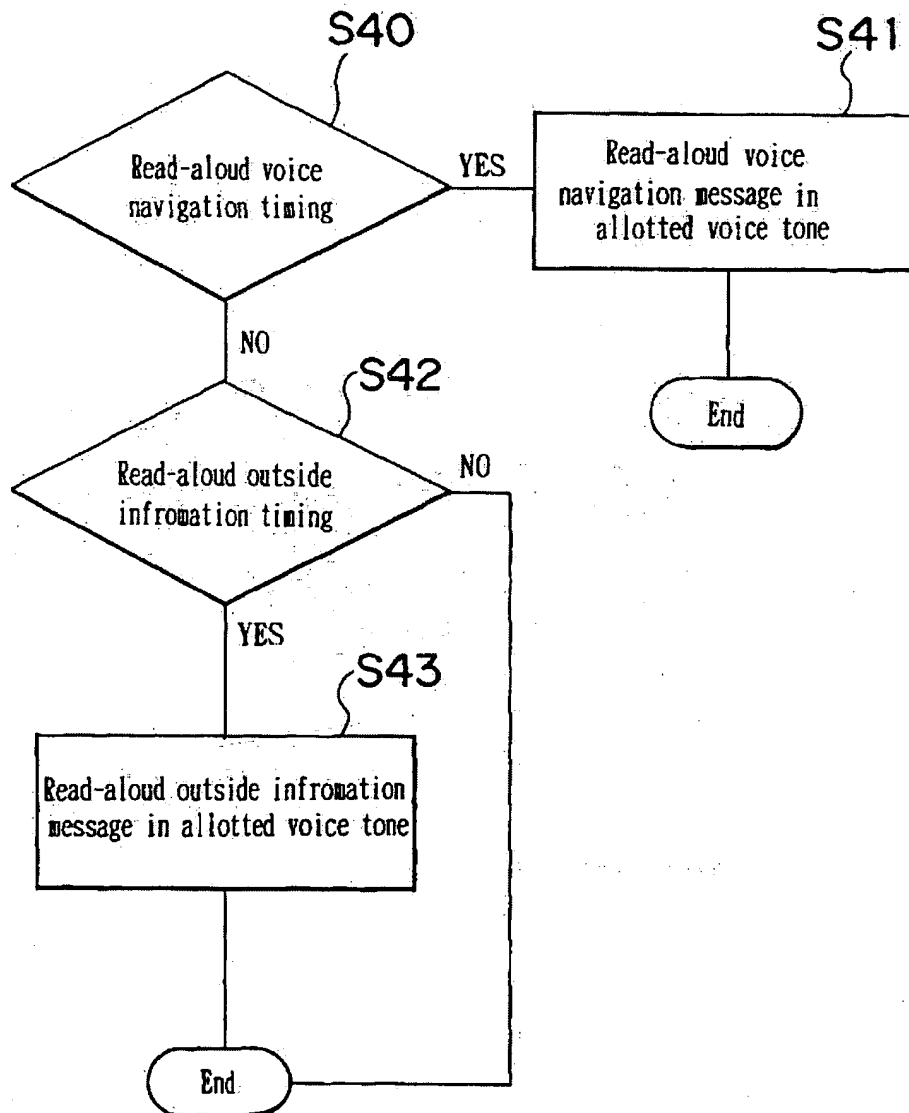 S40
S41
Read-aloud voice
navigation timing
YES
Read-aloud voice
navigation message in
allotted voice tone
NO
End
S42
Read-aloud outside
infromation timing
NO
YES
S43
Read-aloud outside infromation
message in allotted voice tone
End